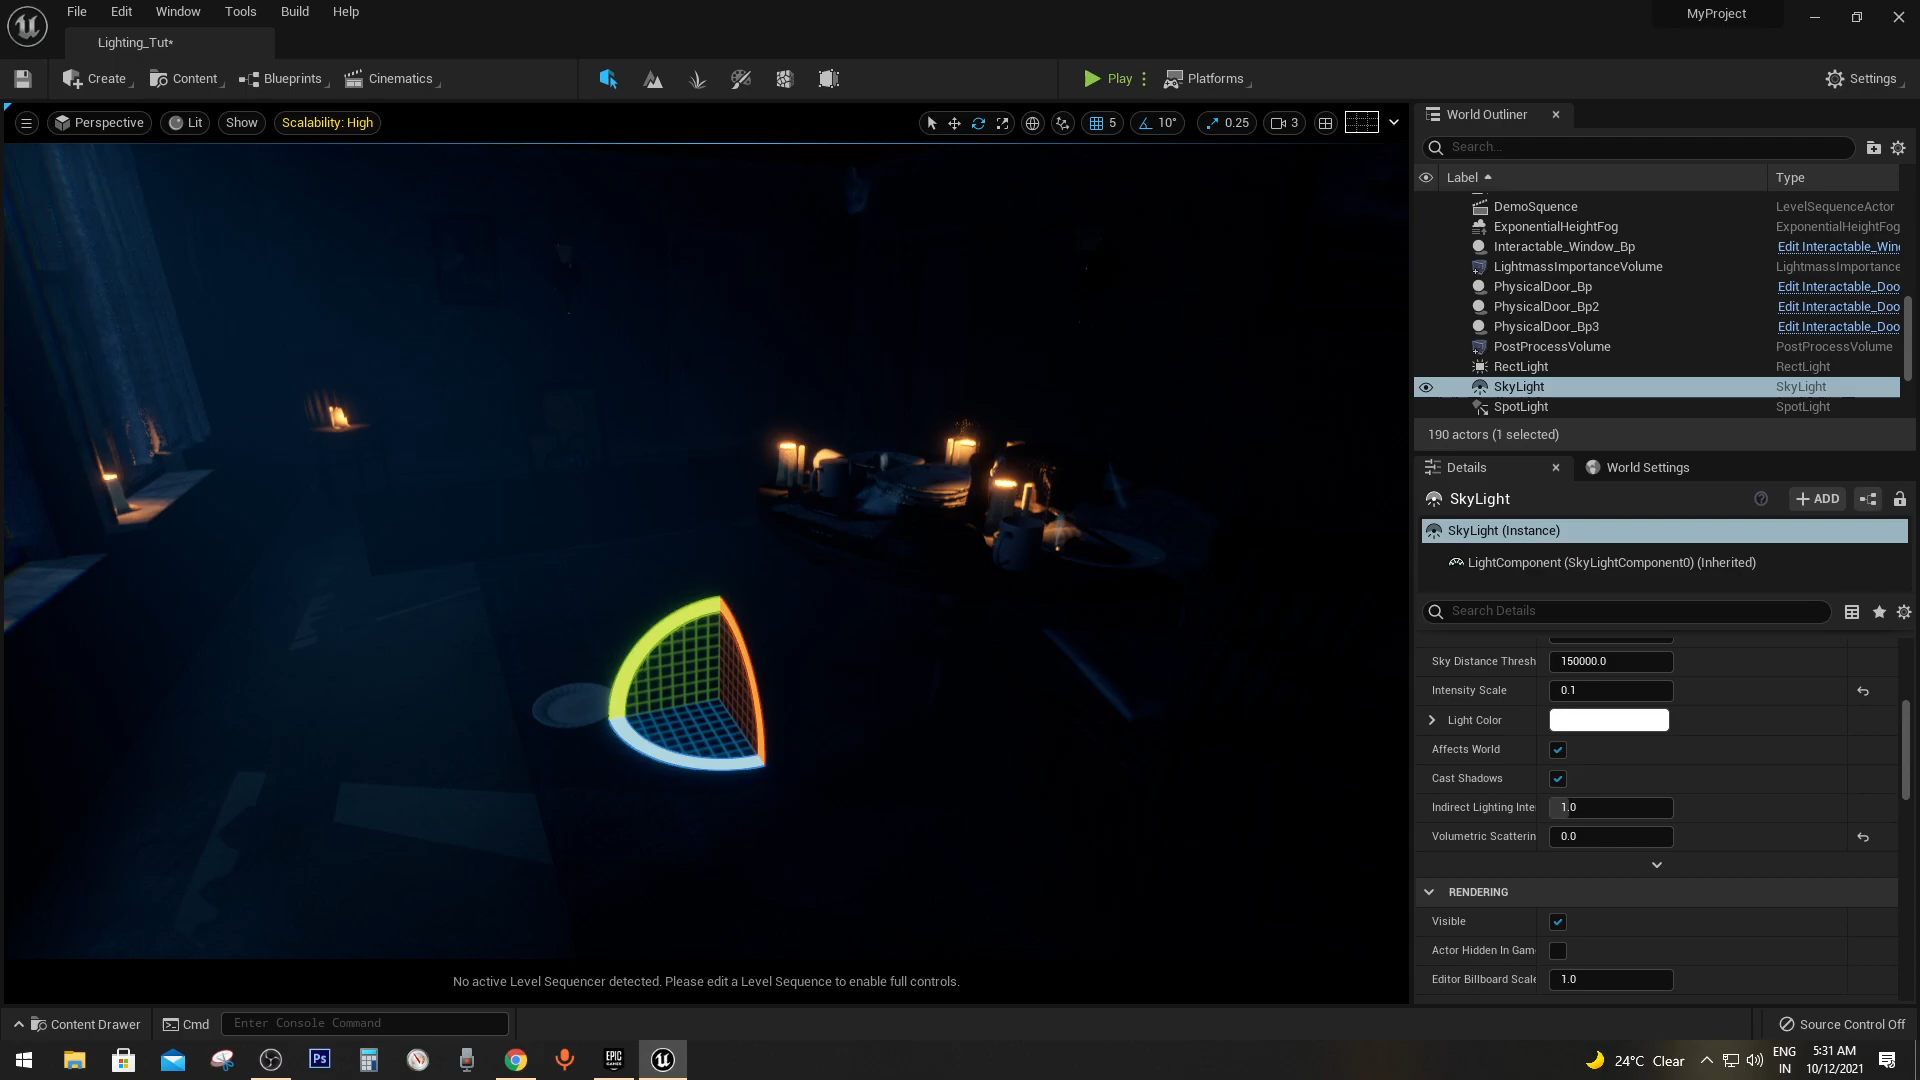 File Edit Window Tools Build Help
MyProject
Lighting_Tut*
Create Content Blueprints Cinematics
Play Platforms
Settings
Perspective Lit Show Scalability: High
5 10° 0.25 3
World Outliner
Search...
Label Type
DemoSquence LevelSequenceActor
ExponentialHeightFog ExponentialHeightFog
Interactable_Window_Bp Edit Interactable_Win
LightmassImportanceVolume LightmassImportance
PhysicalDoor_Bp Edit Interactable_Doo
PhysicalDoor_Bp2 Edit Interactable_Doo
PhysicalDoor_Bp3 Edit Interactable_Doo
PostProcessVolume PostProcessVolume
RectLight RectLight
SkyLight SkyLight
SpotLight SpotLight
190 actors (1 selected)
Details World Settings
SkyLight
ADD
SkyLight (Instance)
LightComponent (SkyLightComponent0) (Inherited)
Search Details
Sky Distance Thresh 150000.0
Intensity Scale 0.1
Light Color
Affects World
Cast Shadows
Indirect Lighting Inte 1.0
Volumetric Scatterin 0.0
RENDERING
Visible
Actor Hidden In Gam
Editor Billboard Scale 1.0
No active Level Sequencer detected. Please edit a Level Sequence to enable full controls.
Content Drawer Cmd Enter Console Command
Source Control Off
Ps
EPIC GAMES
24°C Clear
ENG
IN
5:31 AM
10/12/2021